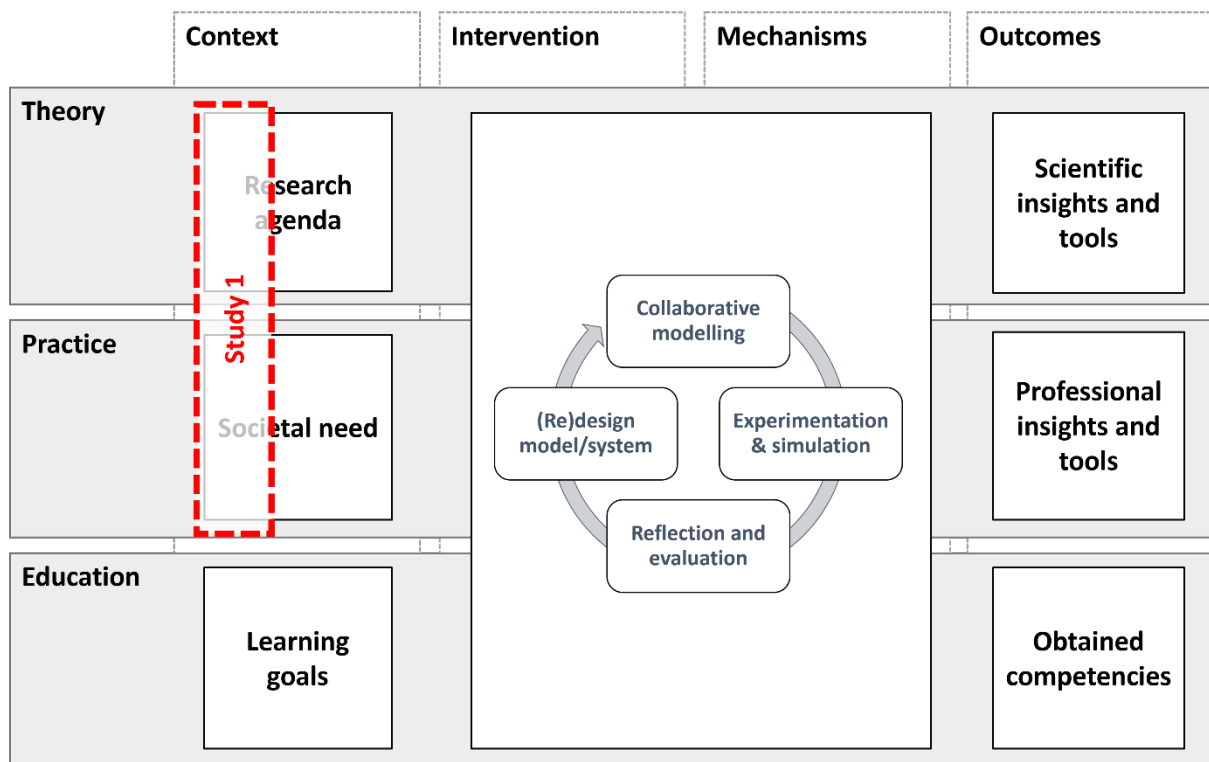 Context
Intervention
Mechanisms
Outcomes
Theory
Research
agenda
Scientific
insights and
tools
Study 1
Practice
Societal need
Collaborative
modelling
(Re)design
model/system
Experimentation
& simulation
Reflection and
evaluation
Professional
insights and
tools
Education
Learning
goals
Obtained
competencies